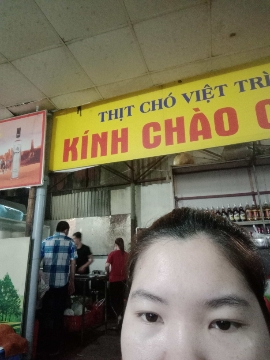 THỊT CHÓ VIỆT TRÌ
KÍNH CHÀO